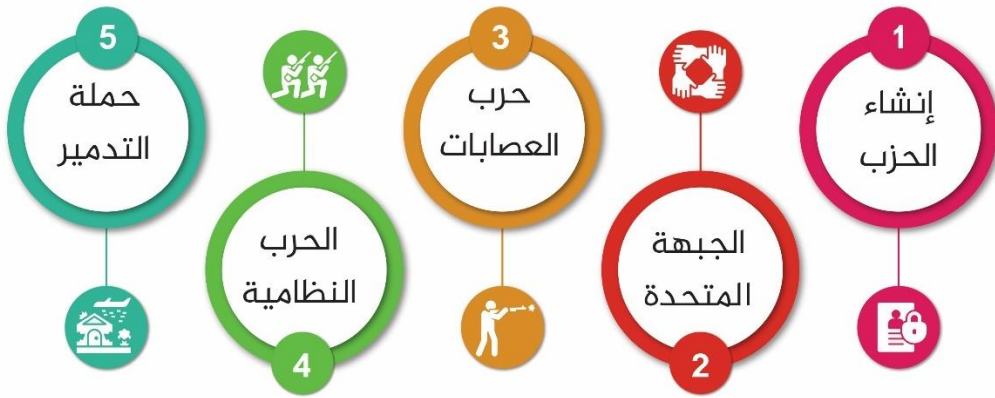 1
إنشاء
الحزب
2
الجبهة
المتحدة
3
حرب
العصابات
4
الحرب
النظامية
5
حملة
التدمير